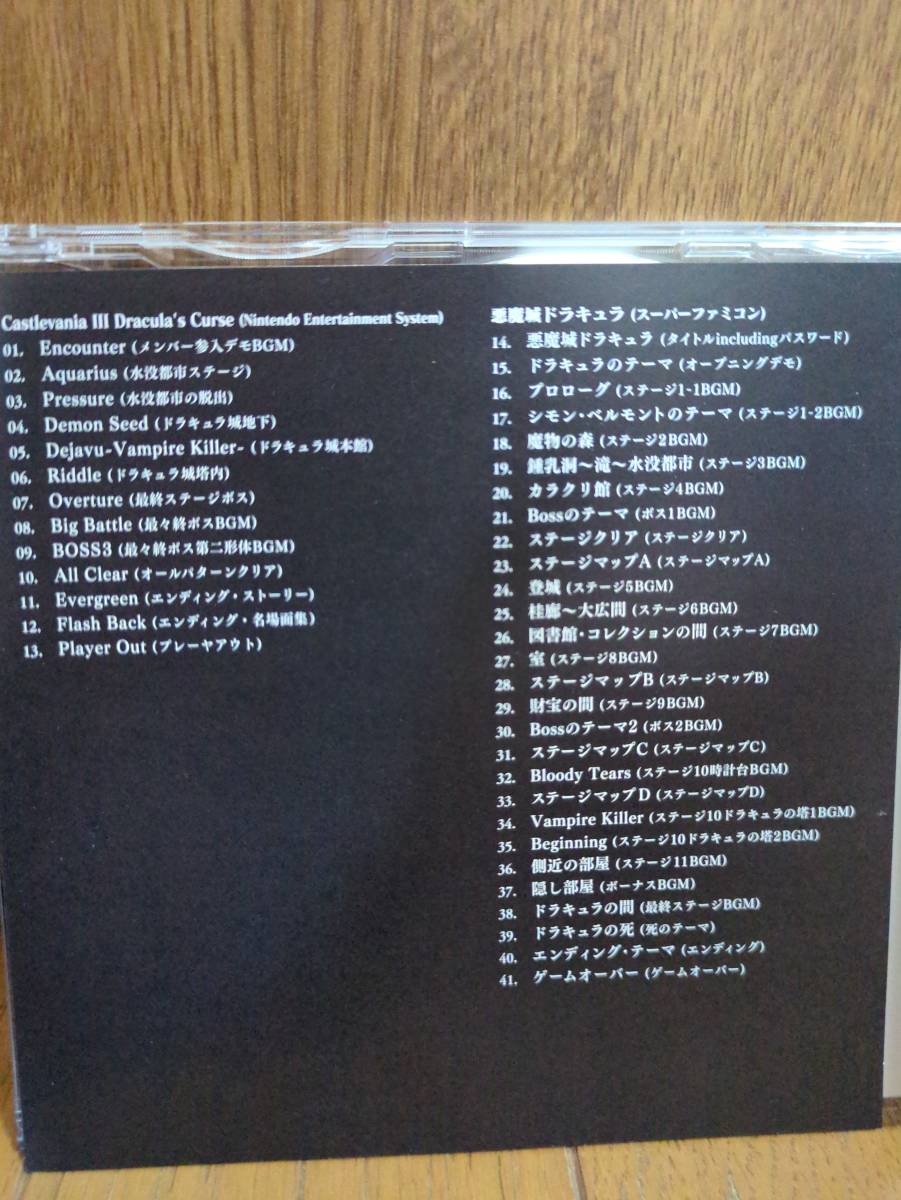 Castlevania III Dracula's Curse (Nintendo Entertainment System)
01. Encounter (メンバー参入デモBGM)
02. Aquarius (水没都市ステージ)
03. Pressure (水没都市の脱出)
04. Demon Seed (ドラキュラ城地下)
05. Dejavu-Vampire Killer- (ドラキュラ城本館)
06. Riddle (ドラキュラ城塔内)
07. Overture (最終ステージボス)
08. Big Battle (最々終ボスBGM)
09. BOSS3 (最々終ボス第二形体BGM)
10. All Clear (オールパターンクリア)
11. Evergreen (エンディング・ストーリー)
12. Flash Back (エンディング・名場面集)
13. Player Out (プレーヤアウト)
悪魔城ドラキュラ (スーパーファミコン)
14. 悪魔城ドラキュラ (タイトルincludingパスワード)
15. ドラキュラのテーマ (オープニングデモ)
16. プロローグ (ステージ1-1BGM)
17. シモン・ベルモントのテーマ (ステージ1-2BGM)
18. 魔物の森 (ステージ2BGM)
19. 鍾乳洞〜滝〜水没都市 (ステージ3BGM)
20. カラクリ館 (ステージ4BGM)
21. Bossのテーマ (ボス1BGM)
22. ステージクリア (ステージクリア)
23. ステージマップA (ステージマップA)
24. 登城 (ステージ5BGM)
25. 柱廊〜大広間 (ステージ6BGM)
26. 図書館・コレクションの間 (ステージ7BGM)
27. 室 (ステージ8BGM)
28. ステージマップB (ステージマップB)
29. 財宝の間 (ステージ9BGM)
30. Bossのテーマ2 (ボス2BGM)
31. ステージマップC (ステージマップC)
32. Bloody Tears (ステージ10時計台BGM)
33. ステージマップD (ステージマップD)
34. Vampire Killer (ステージ10ドラキュラの塔1BGM)
35. Beginning (ステージ10ドラキュラの塔2BGM)
36. 側近の部屋 (ステージ11BGM)
37. 隠し部屋 (ボーナスBGM)
38. ドラキュラの間 (最終ステージBGM)
39. ドラキュラの死 (死のテーマ)
40. エンディング・テーマ (エンディング)
41. ゲームオーバー (ゲームオーバー)